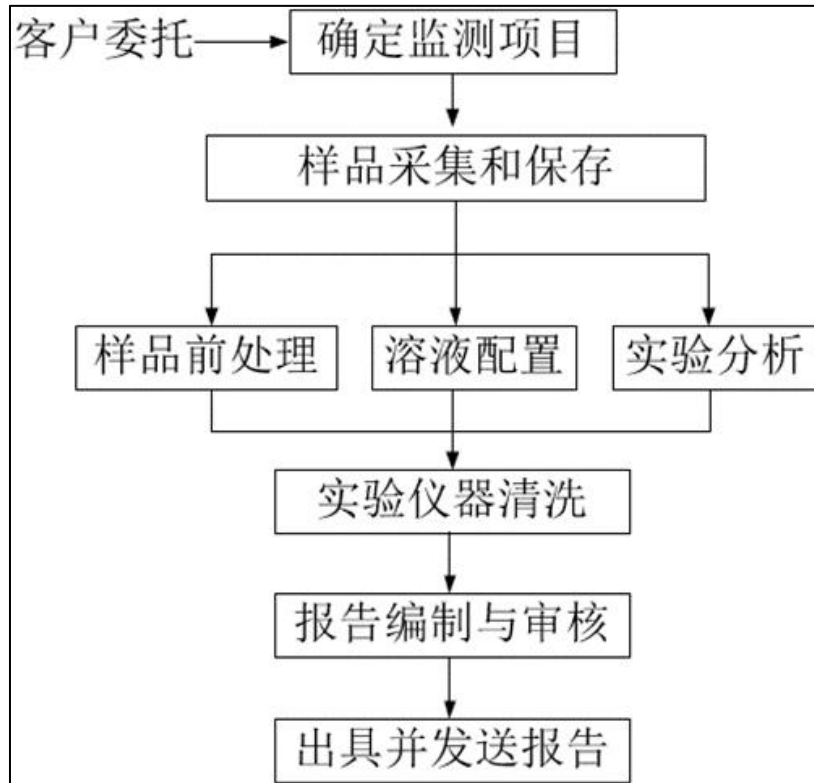 客户委托
确定监测项目
样品采集和保存
样品前处理
溶液配置
实验分析
实验仪器清洗
报告编制与审核
出具并发送报告